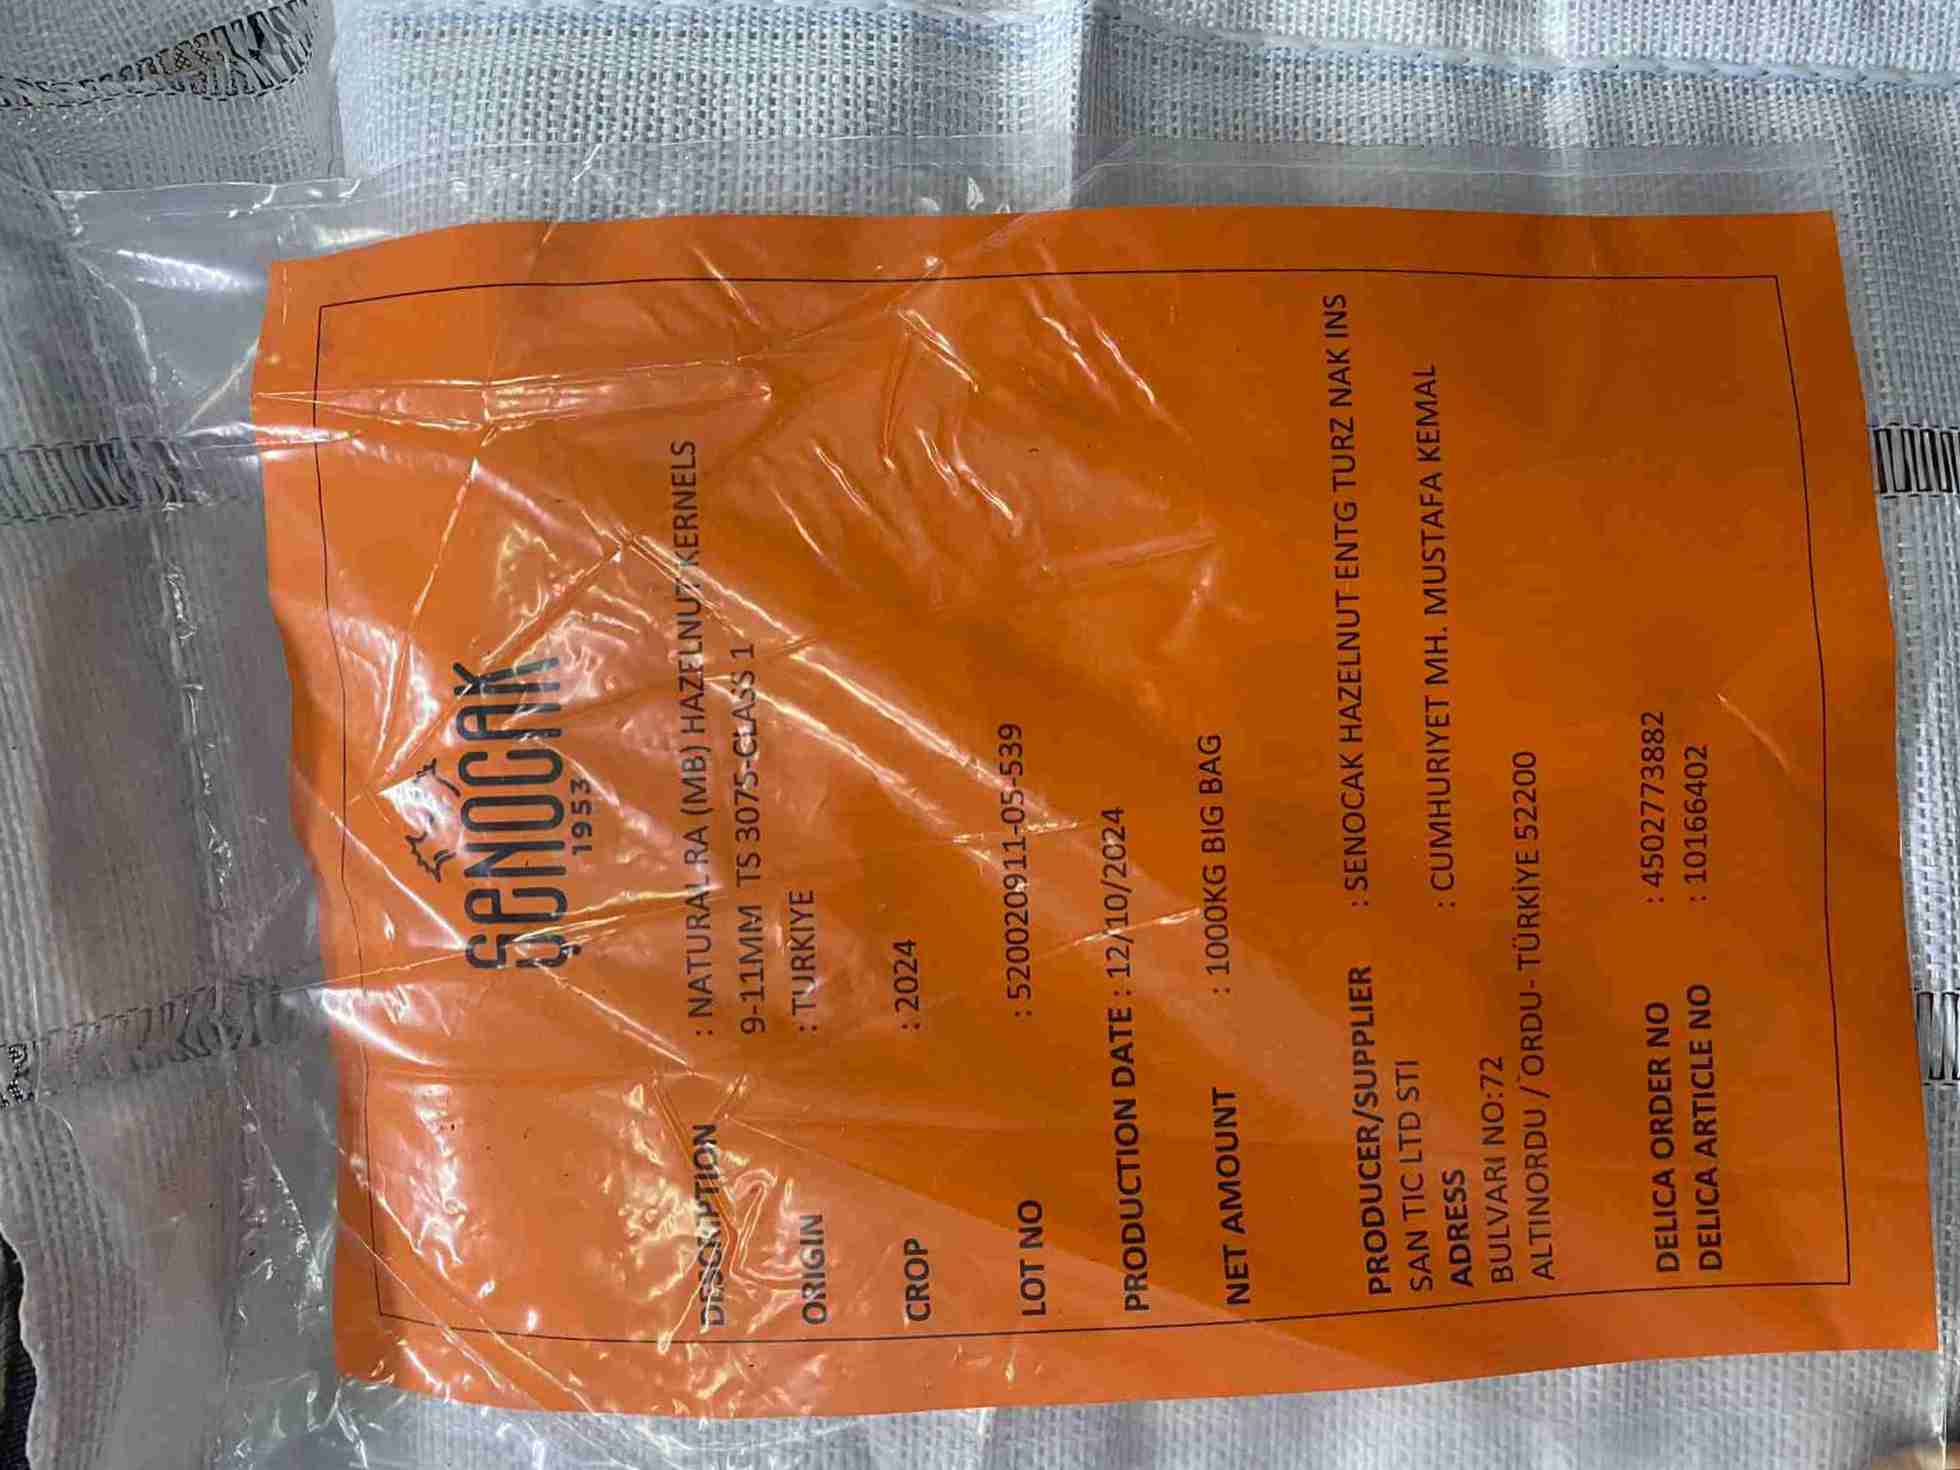 ŞENOCAK
1953
DESCRIPTION : NATURAL RA (MB) HAZELNUT KERNELS
9-11MM TS 3075-CLASS 1
ORIGIN : TURKIYE
CROP : 2024
LOT NO : 520020911-05-539
PRODUCTION DATE : 12/10/2024
NET AMOUNT : 1000KG BIG BAG
PRODUCER/SUPPLIER : SENOCAK HAZELNUT ENTG TURZ NAK INS
SAN TIC LTD STI
ADRESS : CUMHURIYET MH. MUSTAFA KEMAL
BULVARI NO:72
ALTINORDU / ORDU- TÜRKİYE 52200
DELICA ORDER NO : 4502773882
DELICA ARTICLE NO : 10166402